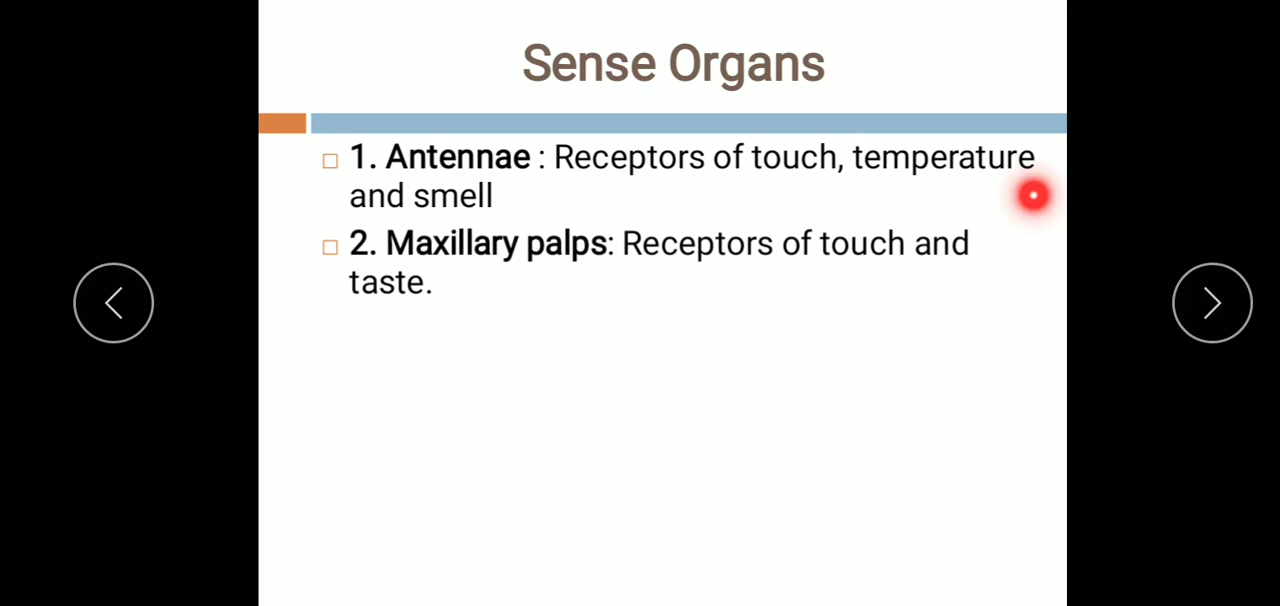 Sense Organs
1. Antennae : Receptors of touch, temperature
and smell
2. Maxillary palps: Receptors of touch and
taste.